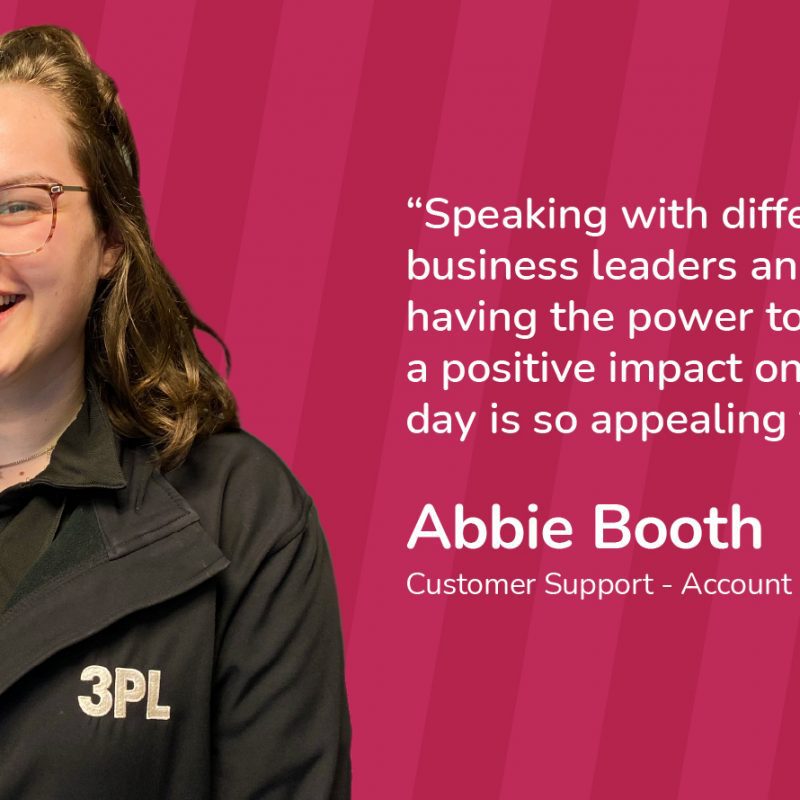 “Speaking with diffe
business leaders an
having the power to
a positive impact on
day is so appealing
Abbie Booth
Customer Support - Account
3PL